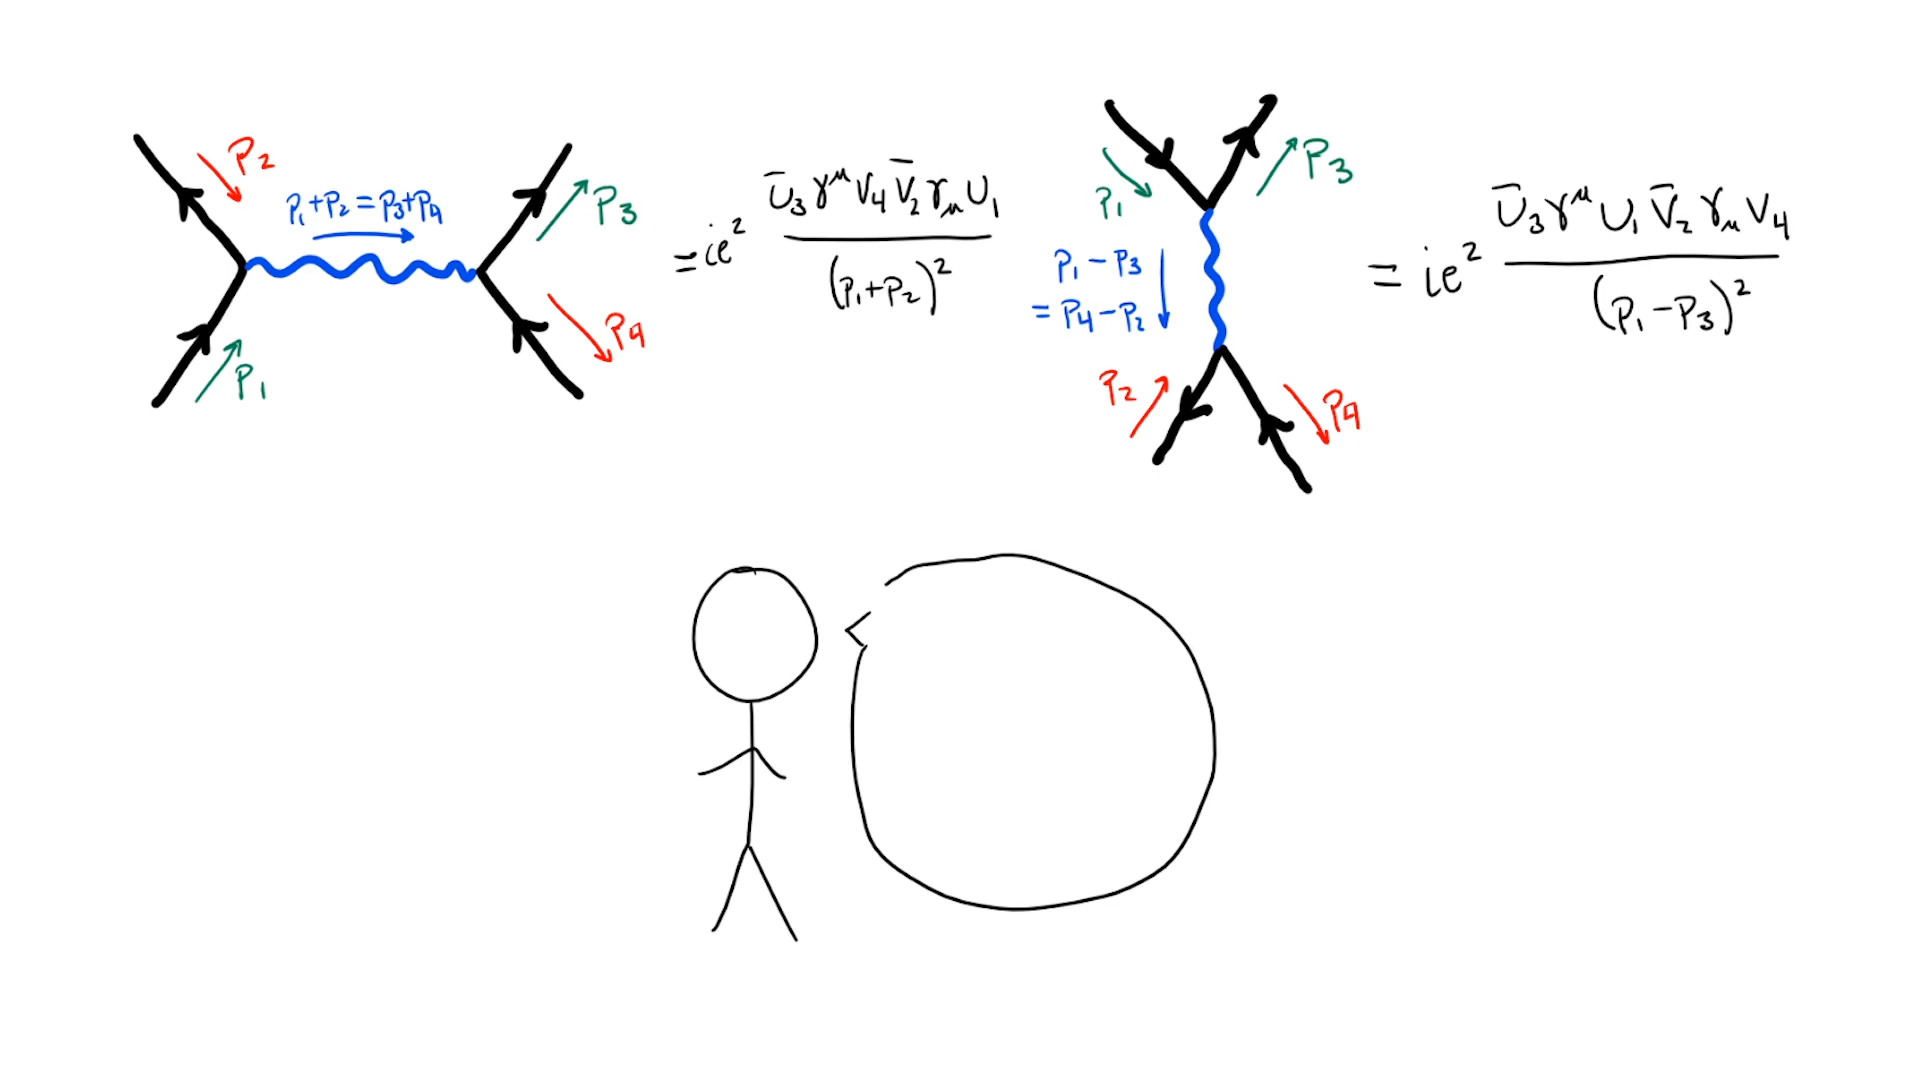 P₂
P₁+P₂=P₃+P₄
P₃
P₁
P₄
= ie² Ū₃γ^μV₄V̄₂γ_μU₁
(P₁+P₂)²
P₁
P₃
P₁-P₃
= P₄-P₂
P₂
P₄
= ie² Ū₃γ^μU₁V̄₂γ_μV₄
(P₁-P₃)²